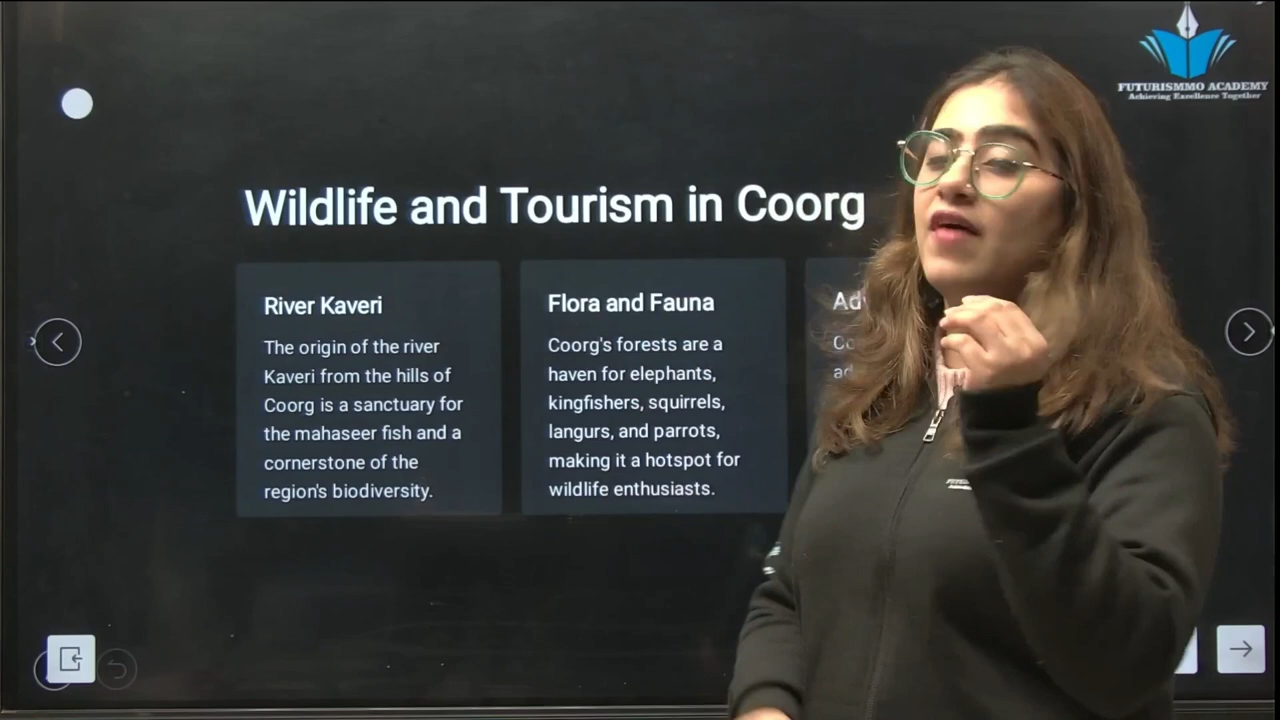 FUTURISMMO ACADEMY
Achieving Excellence Together
Wildlife and Tourism in Coorg
River Kaveri
The origin of the river
Kaveri from the hills of
Coorg is a sanctuary for
the mahaseer fish and a
cornerstone of the
region's biodiversity.
Flora and Fauna
Coorg's forests are a
haven for elephants,
kingfishers, squirrels,
langurs, and parrots,
making it a hotspot for
wildlife enthusiasts.